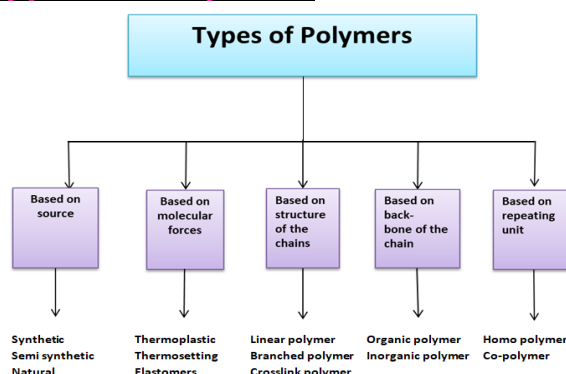 Types of Polymers
Based on
source
Based on
molecular
forces
Based on
structure
of the
chains
Based on
back-
bone of the
chain
Based on
repeating
unit
Synthetic
Semi synthetic
Natural
Thermoplastic
Thermosetting
Elastomers
Linear polymer
Branched polymer
Crosslink polymer
Organic polymer
Inorganic polymer
Homo polymer
Co-polymer